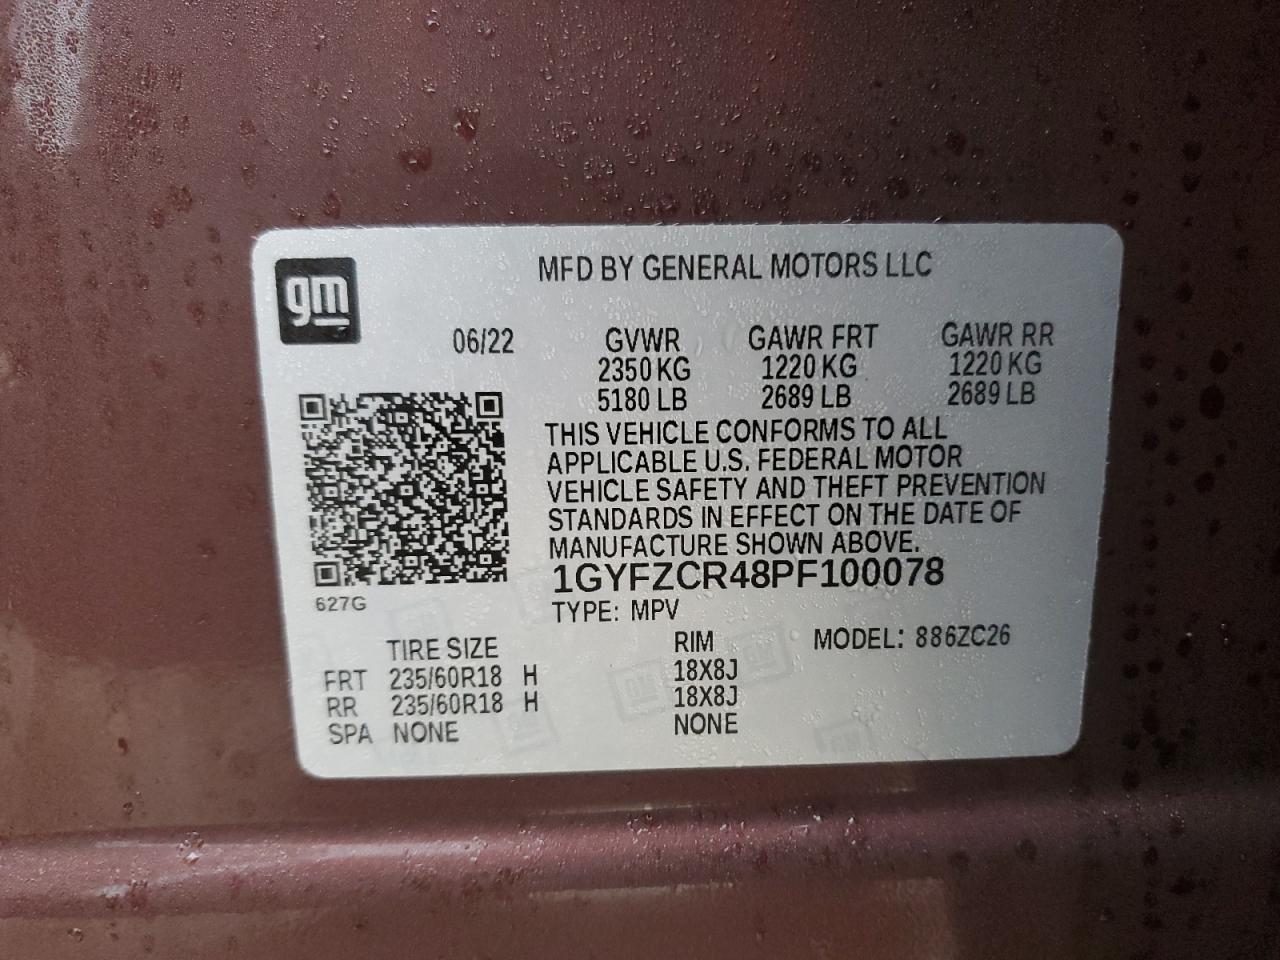 MFD BY GENERAL MOTORS LLC
gm
06/22 GVWR GAWR FRT GAWR RR
2350 KG 1220 KG 1220 KG
5180 LB 2689 LB 2689 LB
THIS VEHICLE CONFORMS TO ALL
APPLICABLE U.S. FEDERAL MOTOR
VEHICLE SAFETY AND THEFT PREVENTION
STANDARDS IN EFFECT ON THE DATE OF
MANUFACTURE SHOWN ABOVE.
1GYFZCR48PF100078
627G
TYPE: MPV
TIRE SIZE RIM MODEL: 886ZC26
FRT 235/60R18 H 18X8J
RR 235/60R18 H 18X8J
SPA NONE NONE